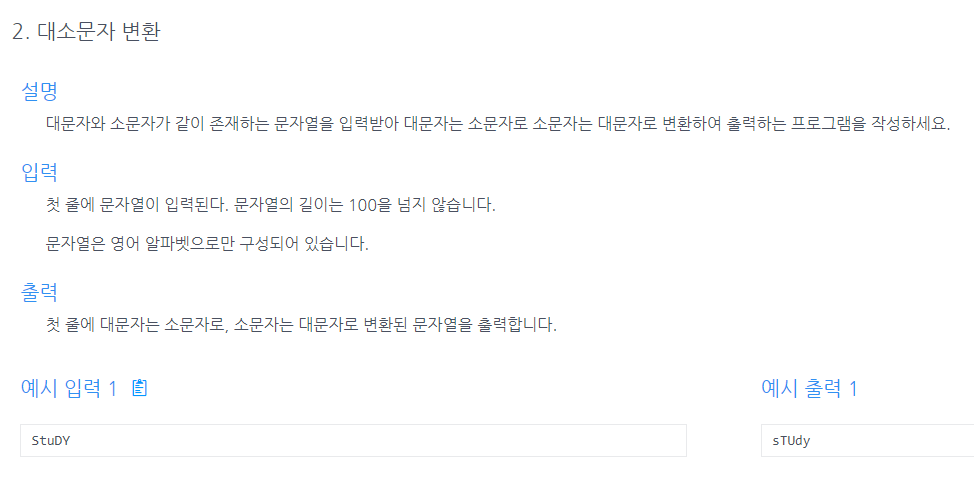 2. 대소문자 변환
설명
대문자와 소문자가 같이 존재하는 문자열을 입력받아 대문자는 소문자로 소문자는 대문자로 변환하여 출력하는 프로그램을 작성하세요.
입력
첫 줄에 문자열이 입력된다. 문자열의 길이는 100을 넘지 않습니다.
문자열은 영어 알파벳으로만 구성되어 있습니다.
출력
첫 줄에 대문자는 소문자로, 소문자는 대문자로 변환된 문자열을 출력합니다.
예시 입력 1
StuDY
예시 출력 1
sTUdy